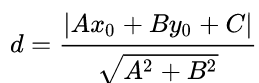 d = |Ax₀ + By₀ + C| / √(A² + B²)